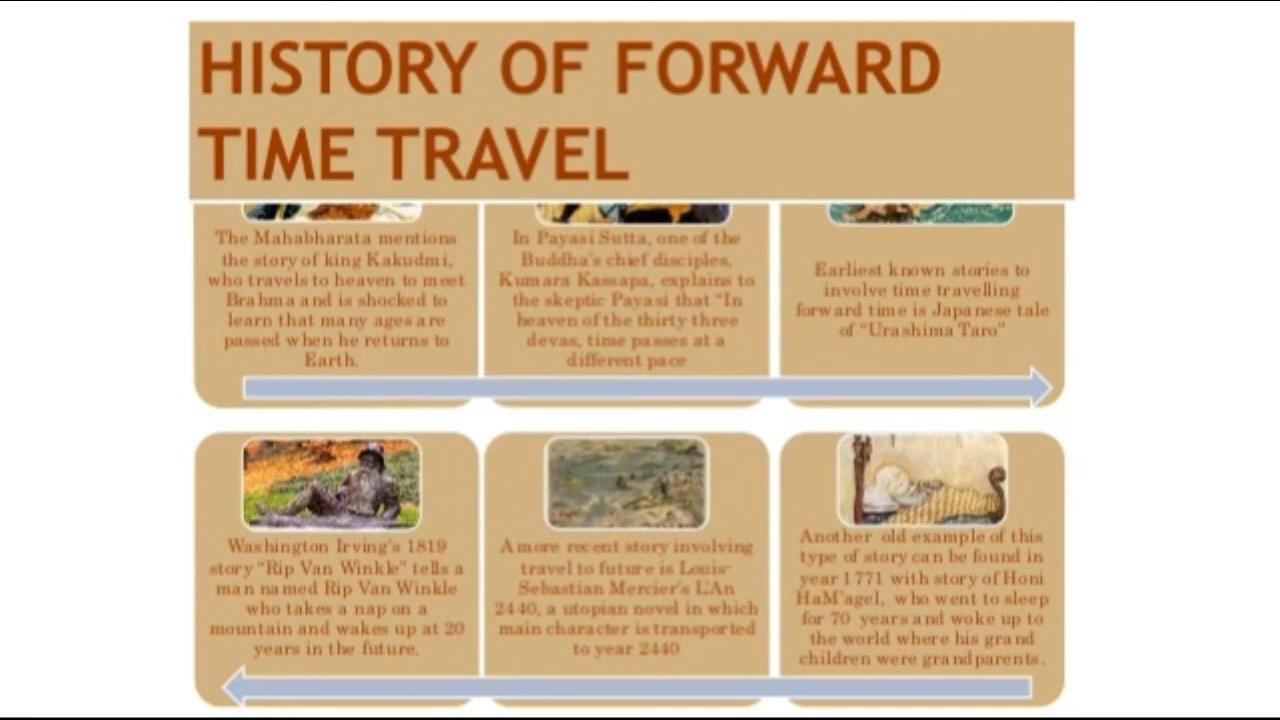 HISTORY OF FORWARD
TIME TRAVEL
The Mahabharata mentions
the story of king Kakudmi,
who travels to heaven to meet
Brahma and is shocked to
learn that many ages are
passed when he returns to
Earth.
In Payasi Sutta, one of the
Buddha's chief disciples,
Kumara Kassapa, explains to
the skeptic Payasi that "In
heaven of the thirty three
devas, time passes at a
different pace
Earliest known stories to
involve time travelling
forward time is Japanese tale
of "Urashima Taro"
Washington Irving's 1819
story "Rip Van Winkle" tells a
man named Rip Van Winkle
who takes a nap on a
mountain and wakes up at 20
years in the future.
A more recent story involving
travel to future is Louis-
Sebastian Mercier's L'An
2440, a utopian novel in which
main character is transported
to year 2440
Another old example of this
type of story can be found in
year 1771 with story of Honi
HaM'agel, who went to sleep
for 70 years and woke up to
the world where his grand
children were grandparents.